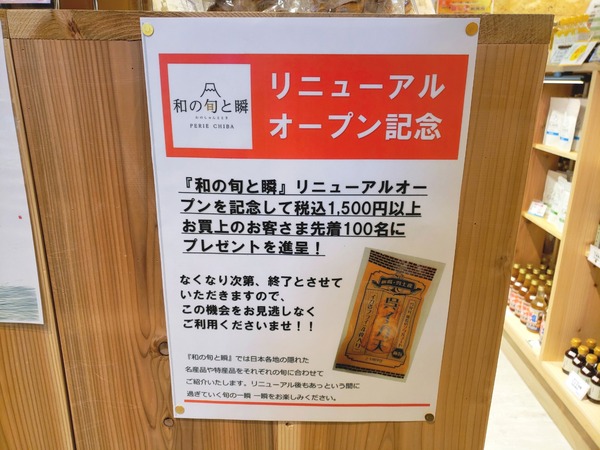 和の旬と瞬
わのしゅんととき
PERIE CHIBA
リニューアル
オープン記念
『和の旬と瞬』リニューアルオー
プンを記念して税込1,500円以上
お買上のお客さま先着100名に
プレゼントを進呈！
なくなり次第、終了とさせて
いただきますので、
この機会をお見逃しなく
ご利用くださいませ！！
『和の旬と瞬』では日本各地の隠れた
名産品や特産品をそれぞれの旬に合わせて
ご紹介いたします。リニューアル後もあっという間に
過ぎていく旬の一瞬 一瞬をお楽しみください。